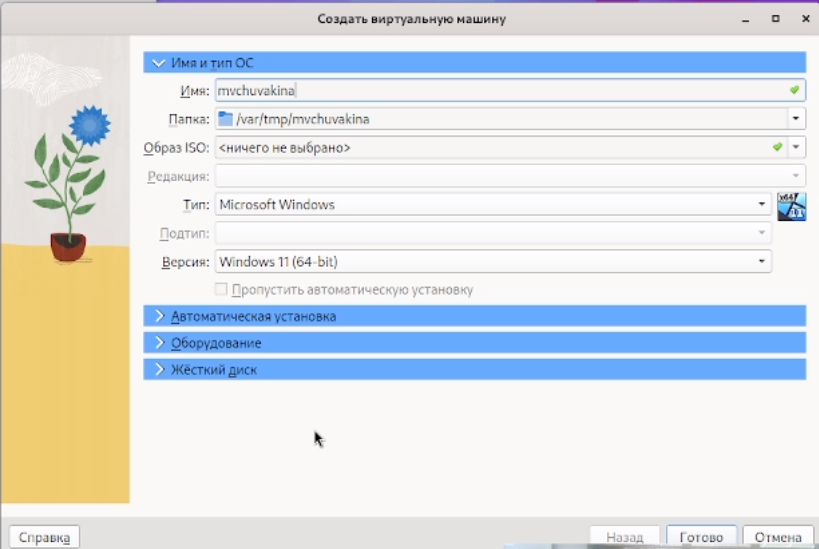 Создать виртуальную машину
Имя и тип ОС
Имя: mvchuvakina
Папка: /var/tmp/mvchuvakina
Образ ISO: <ничего не выбрано>
Редакция:
Тип: Microsoft Windows
Подтип:
Версия: Windows 11 (64-bit)
Пропустить автоматическую установку
Автоматическая установка
Оборудование
Жёсткий диск
Справка Назад Готово Отмена